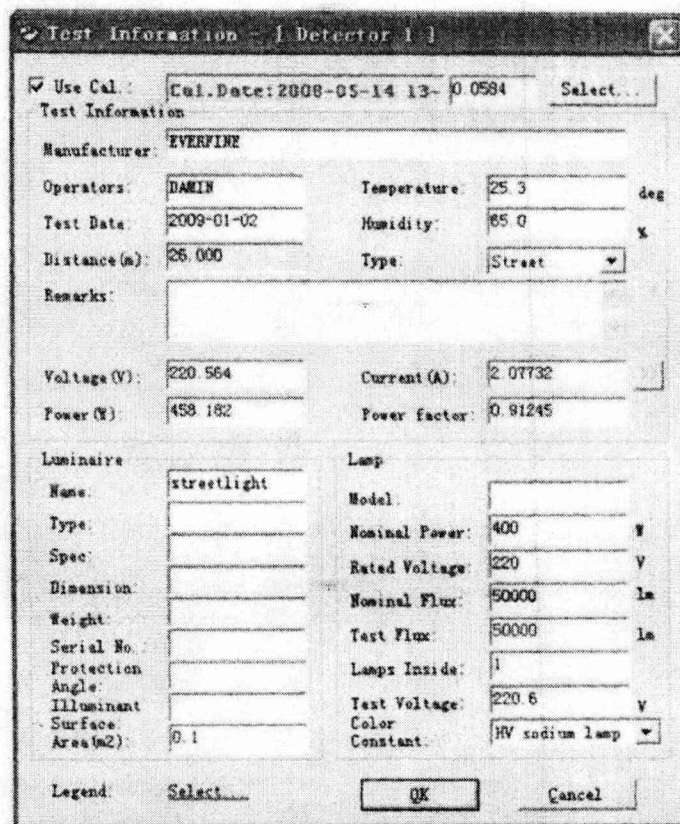 Test Information - [ Detector 1 ]
Use Cal.: Cal.Date:2008-05-14 13- 0.0584 Select...
Test Information
Manufacturer: EVERFINE
Operators: DAMIN Temperature: 25.3 deg
Test Data: 2009-01-02 Humidity: 65.0 %
Distance(m): 26.000 Type: Street
Remarks:
Voltage(V): 220.564 Current(A): 2.07732
Power(W): 458.182 Power factor: 0.91245
Luminaire Lamp
Name: streetlight Model:
Type: Nominal Power: 400 W
Spec: Rated Voltage: 220 V
Dimension: Nominal Flux: 50000 lm
Weight: Test Flux: 50000 lm
Serial No.: Lamps Inside: 1
Protection
Angle: Test Voltage: 220.6 V
Illuminant Color
Surface Constant: HV sodium lamp
Area(m2): 0.1
Legend: Select... OK Cancel